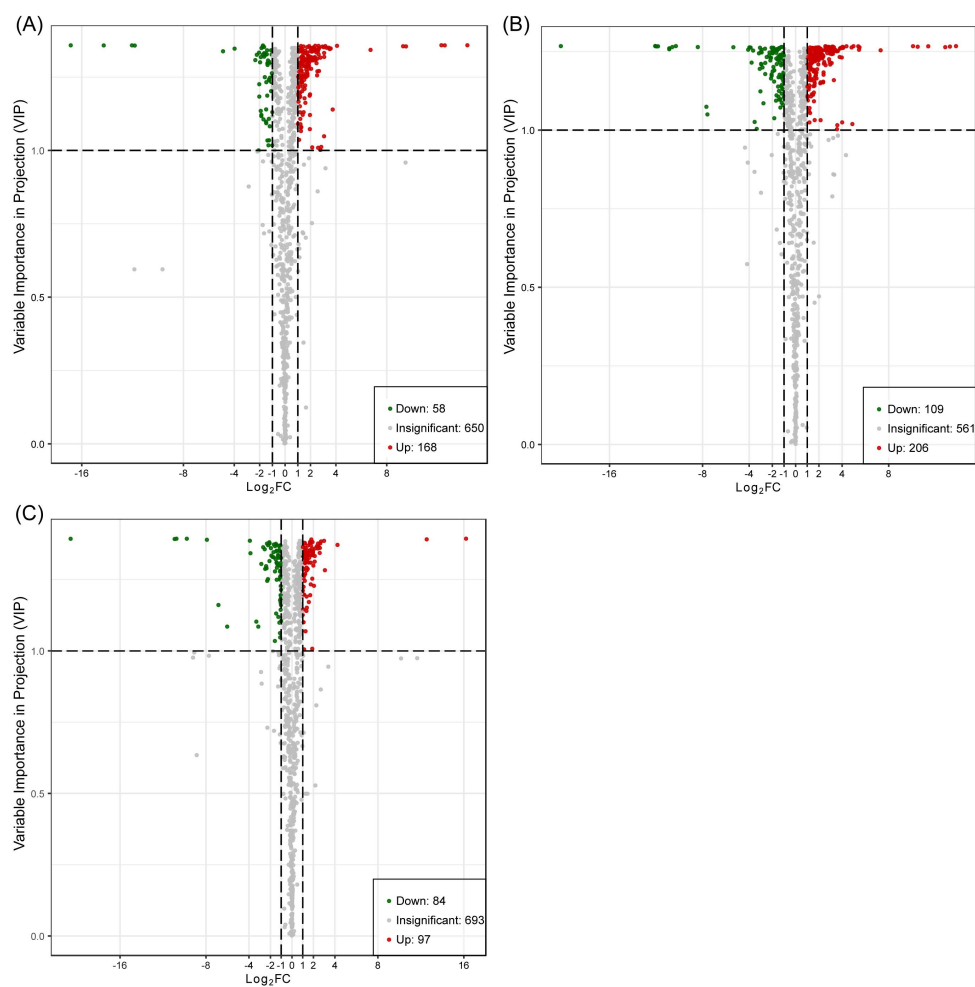 (A)
Variable Importance in Projection (VIP)
1.0
0.5
0.0
Down: 58
Insignificant: 650
Up: 168
-16 -8 -4 -2 -1 0 1 2 4 8
Log₂FC
(B)
Variable Importance in Projection (VIP)
1.0
0.5
0.0
Down: 109
Insignificant: 561
Up: 206
-16 -8 -4 -2 -1 0 1 2 4 8
Log₂FC
(C)
Variable Importance in Projection (VIP)
1.0
0.5
0.0
Down: 84
Insignificant: 693
Up: 97
-16 -8 -4 -2 -1 0 1 2 4 8 16
Log₂FC